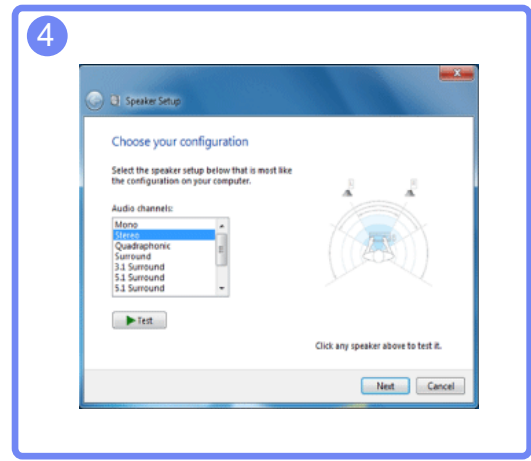 4
Speaker Setup
Choose your configuration
Select the speaker setup below that is most like
the configuration on your computer.
Audio channels:
Mono
Stereo
Quadraphonic
Surround
3.1 Surround
5.1 Surround
5.1 Surround
Test
Click any speaker above to test it.
Next Cancel